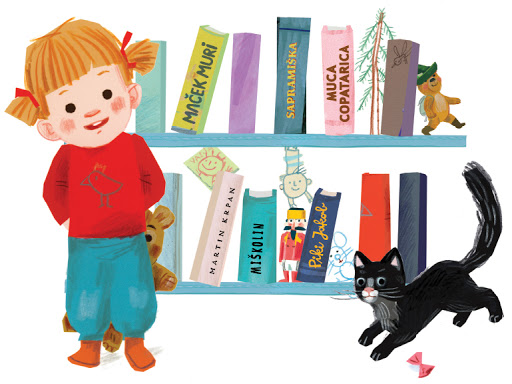 MAČEK MURI
SAPRAMIŠKA
MUCA
COPATARICA
MARTIN KRPAN
MIŠKOLIN
Piki Jakob